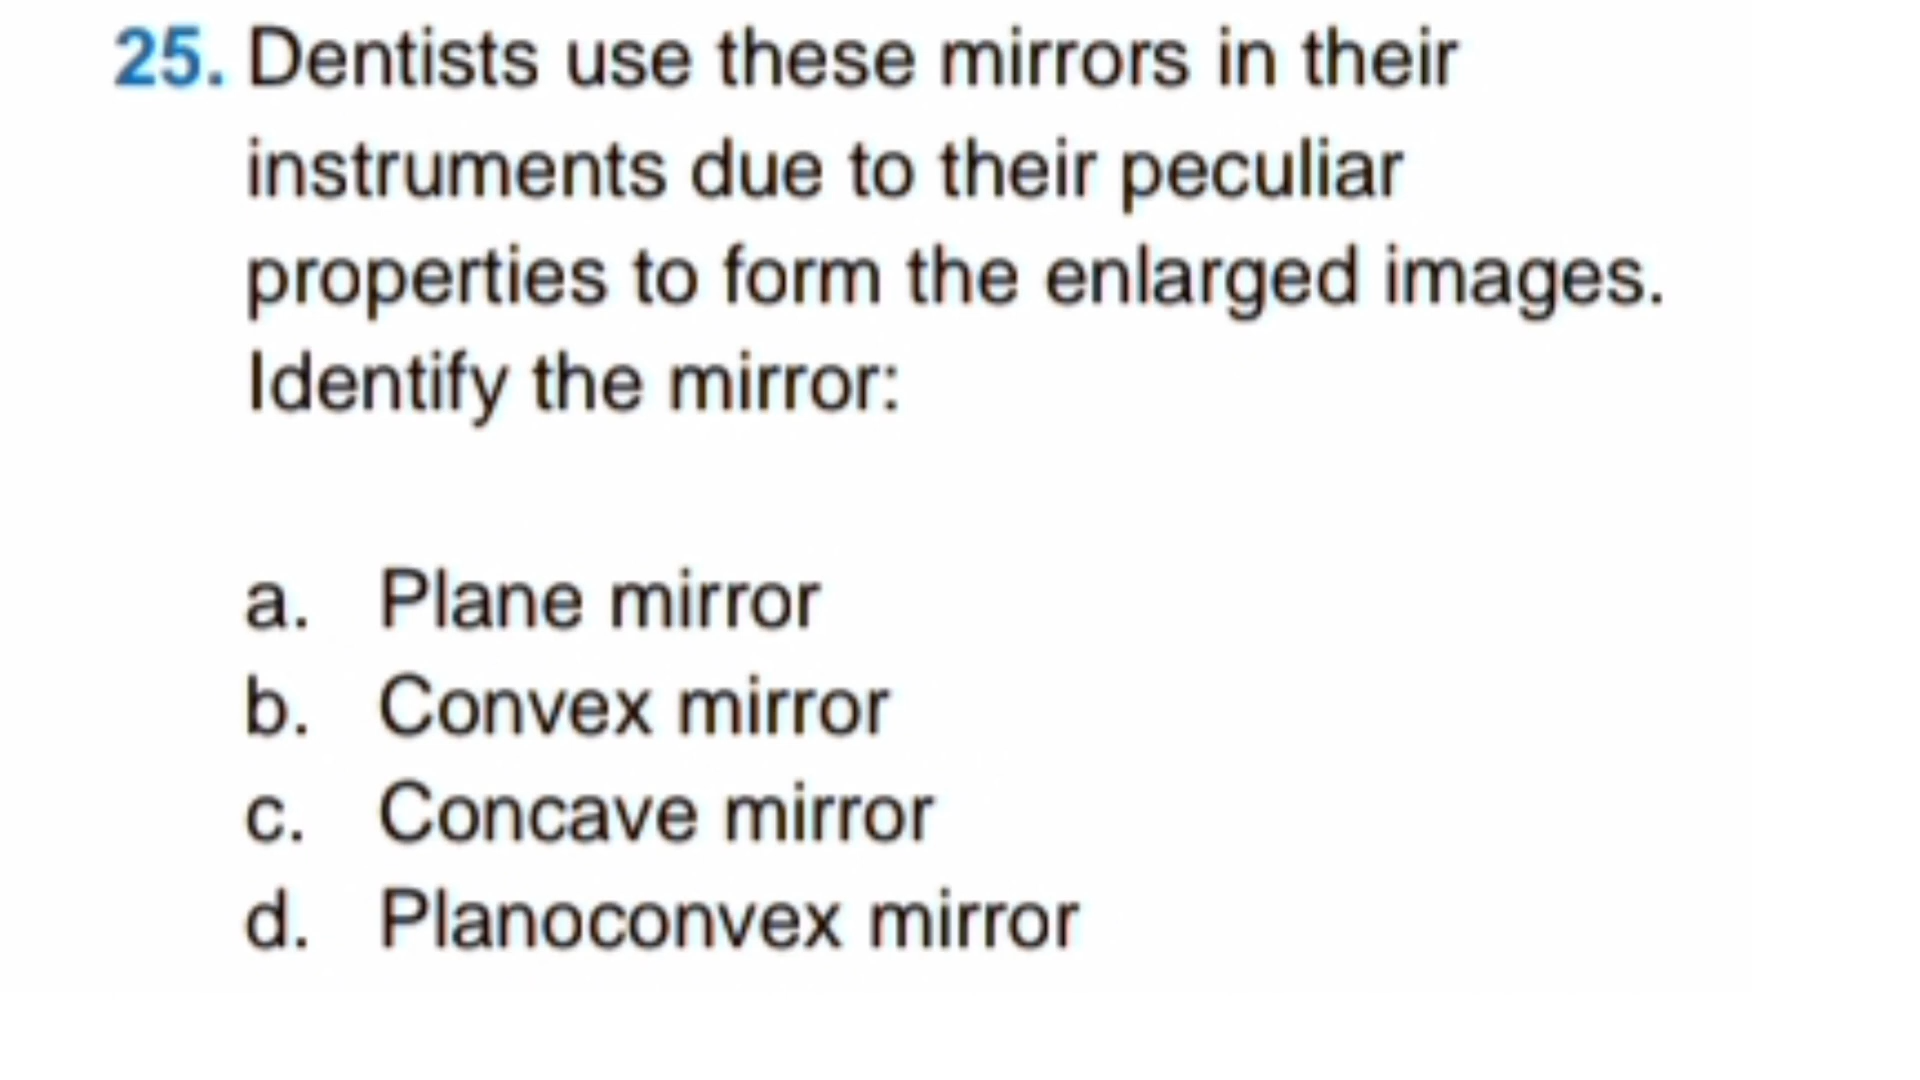 25. Dentists use these mirrors in their
instruments due to their peculiar
properties to form the enlarged images.
Identify the mirror:
a. Plane mirror
b. Convex mirror
c. Concave mirror
d. Planoconvex mirror